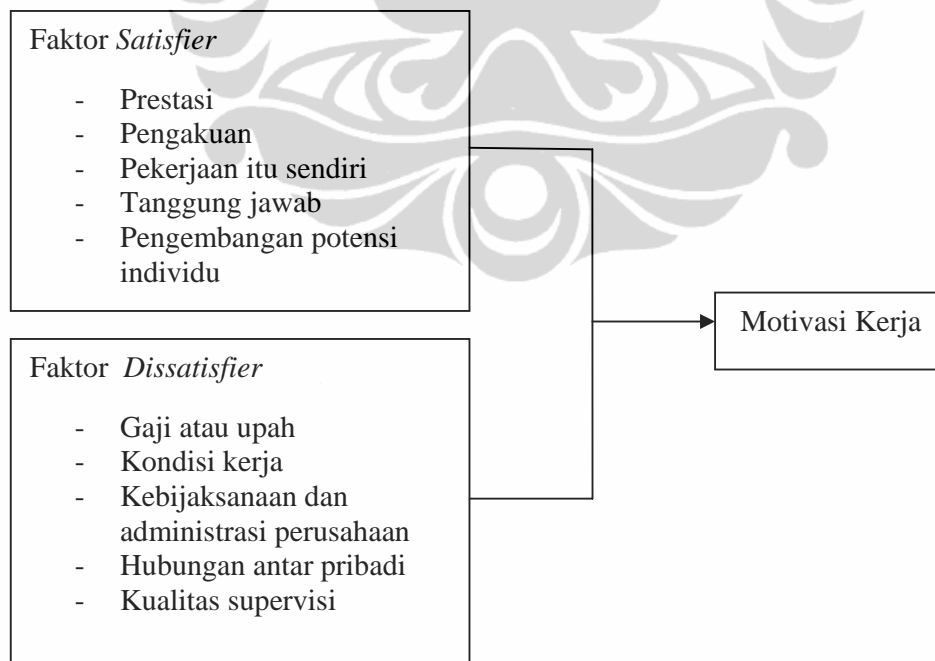 Faktor Satisfier
- Prestasi
- Pengakuan
- Pekerjaan itu sendiri
- Tanggung jawab
- Pengembangan potensi
individu
Motivasi Kerja
Faktor Dissatisfier
- Gaji atau upah
- Kondisi kerja
- Kebijaksanaan dan
administrasi perusahaan
- Hubungan antar pribadi
- Kualitas supervisi